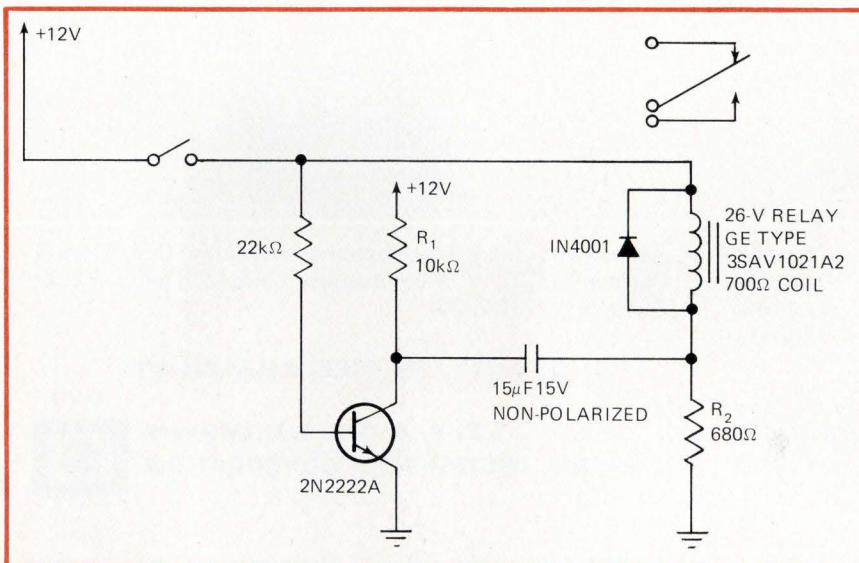 +12V
+12V
22kΩ
R1
10kΩ
IN4001
26-V RELAY
GE TYPE
3SAV1021A2
700Ω COIL
15µF15V
NON-POLARIZED
R2
680Ω
2N2222A